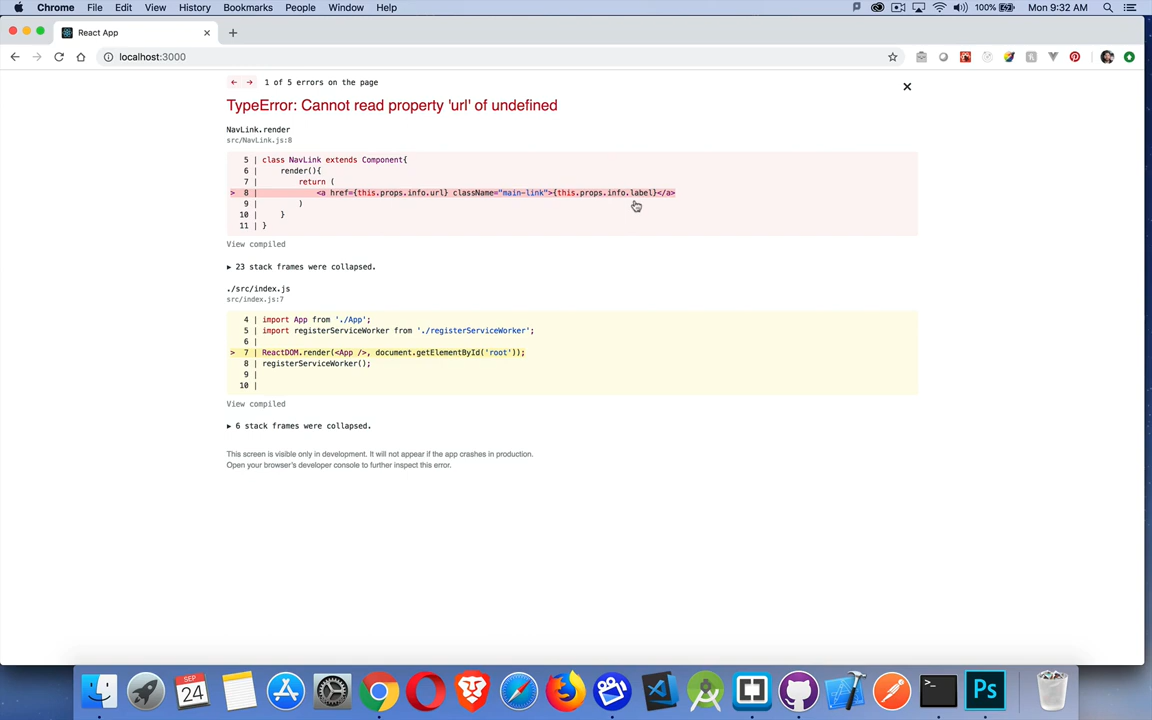 Chrome File Edit View History Bookmarks People Window Help 100% Mon 9:32 AM
React App
localhost:3000
1 of 5 errors on the page
TypeError: Cannot read property 'url' of undefined
NavLink.render
src/NavLink.js:8
5 | class NavLink extends Component{
6 | render(){
7 | return (
> 8 | <a href={this.props.info.url} className="main-link">{this.props.info.label}</a>
9 | )
10 | }
11 | }
View compiled
▶ 23 stack frames were collapsed.
./src/index.js
src/index.js:7
4 | import App from './App';
5 | import registerServiceWorker from './registerServiceWorker';
6 |
> 7 | ReactDOM.render(<App />, document.getElementById('root'));
8 | registerServiceWorker();
9 |
10 |
View compiled
▶ 6 stack frames were collapsed.
This screen is visible only in development. It will not appear if the app crashes in production.
Open your browser's developer console to further inspect this error.
SEP
24
>_
Ps